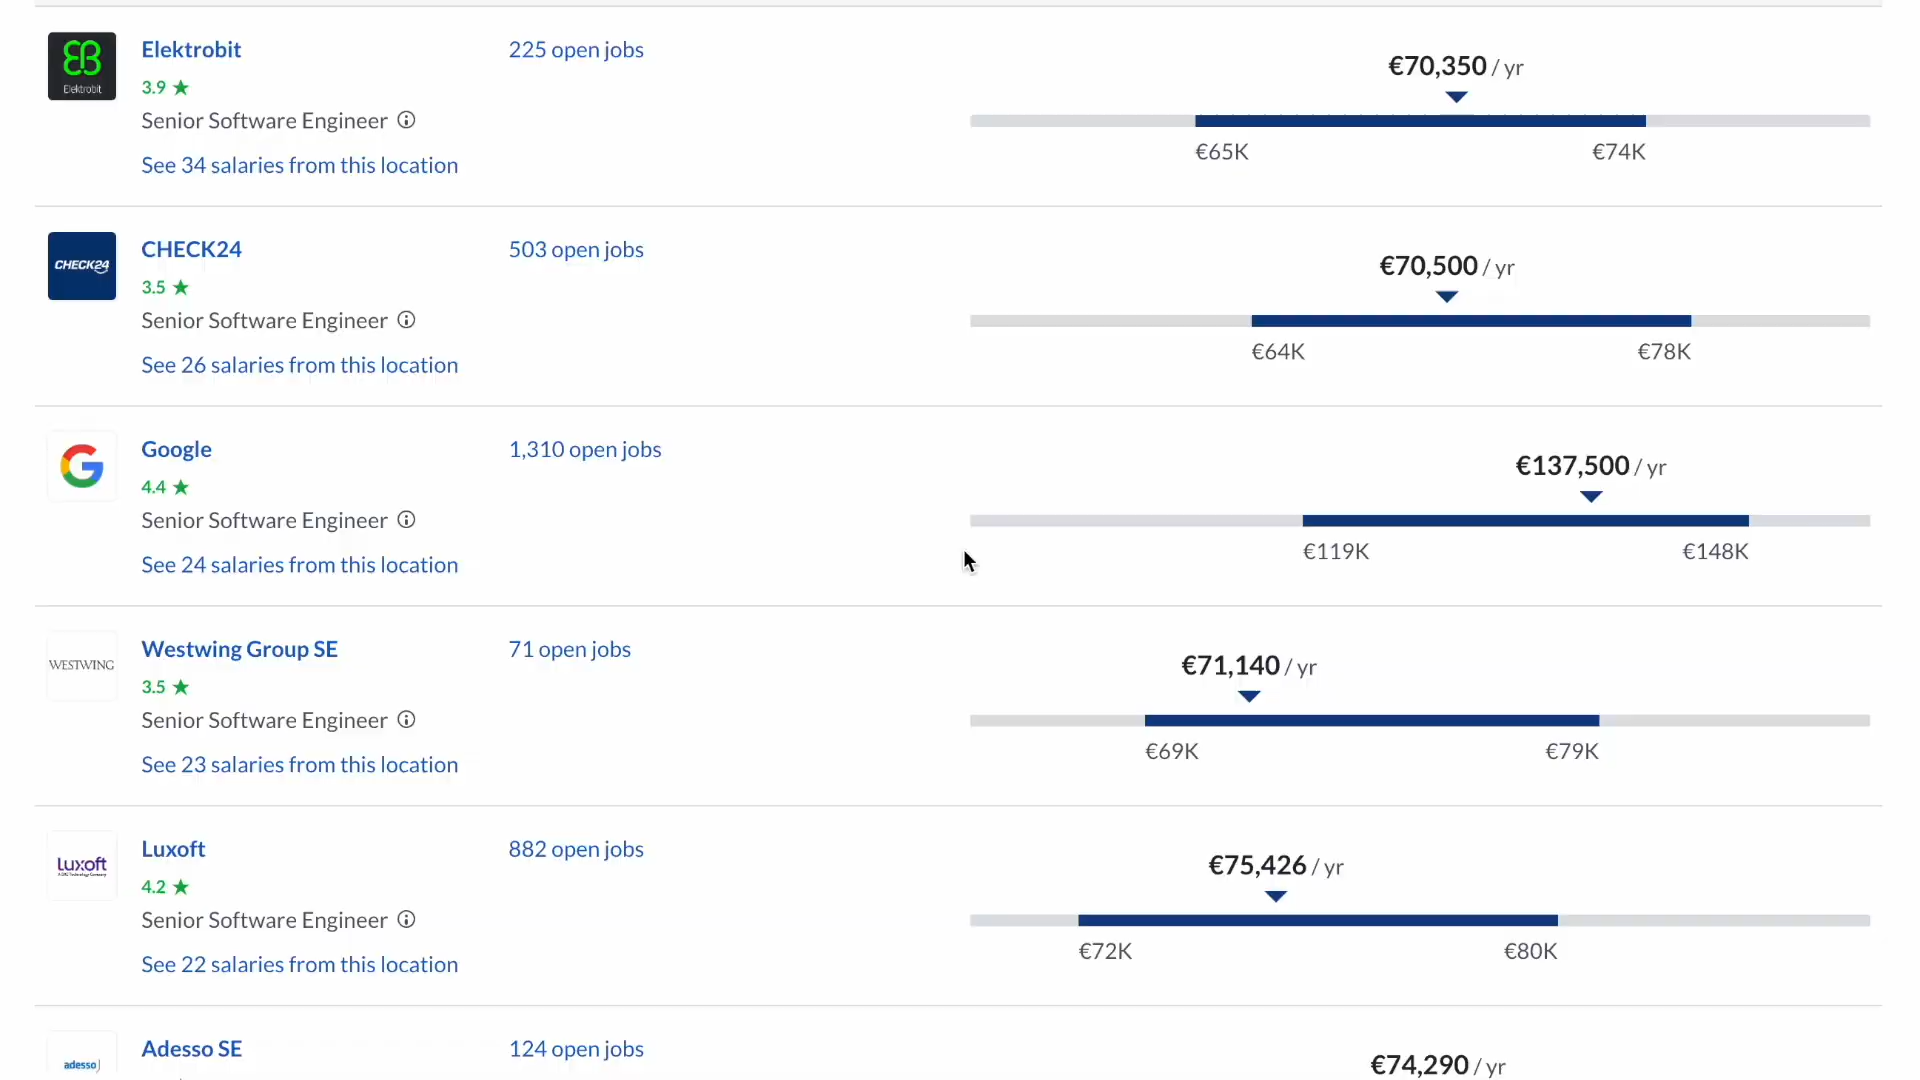 Elektrobit
225 open jobs
€70,350 / yr
Elektrobit
3.9 ★
Senior Software Engineer
€65K
€74K
See 34 salaries from this location
CHECK24
503 open jobs
€70,500 / yr
CHECK24
3.5 ★
Senior Software Engineer
€64K
€78K
See 26 salaries from this location
Google
1,310 open jobs
€137,500 / yr
4.4 ★
Senior Software Engineer
€119K
€148K
See 24 salaries from this location
Westwing Group SE
71 open jobs
€71,140 / yr
WESTWING
3.5 ★
Senior Software Engineer
€69K
€79K
See 23 salaries from this location
Luxoft
882 open jobs
€75,426 / yr
luxoft
4.2 ★
Senior Software Engineer
€72K
€80K
See 22 salaries from this location
Adesso SE
124 open jobs
€74,290 / yr
adesso